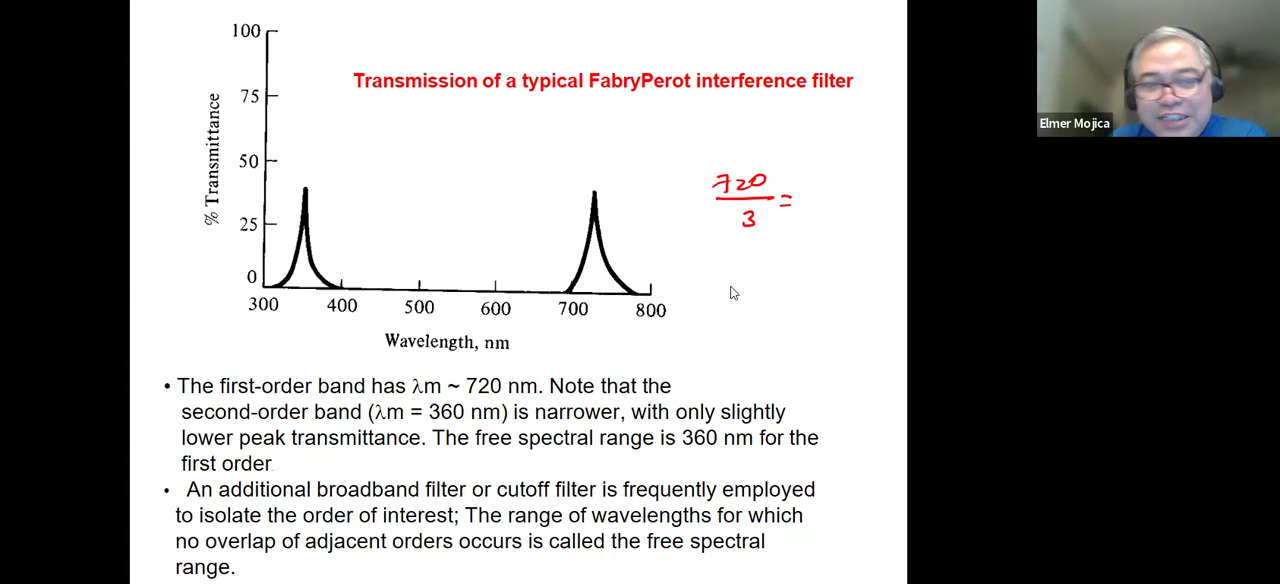 100
Transmission of a typical FabryPerot interference filter
Elmer Mojica
75
% Transmittance
50
720
3 =
25
0
300 400 500 600 700 800
Wavelength, nm
• The first-order band has λm ~ 720 nm. Note that the
second-order band (λm = 360 nm) is narrower, with only slightly
lower peak transmittance. The free spectral range is 360 nm for the
first order
• An additional broadband filter or cutoff filter is frequently employed
to isolate the order of interest; The range of wavelengths for which
no overlap of adjacent orders occurs is called the free spectral
range.